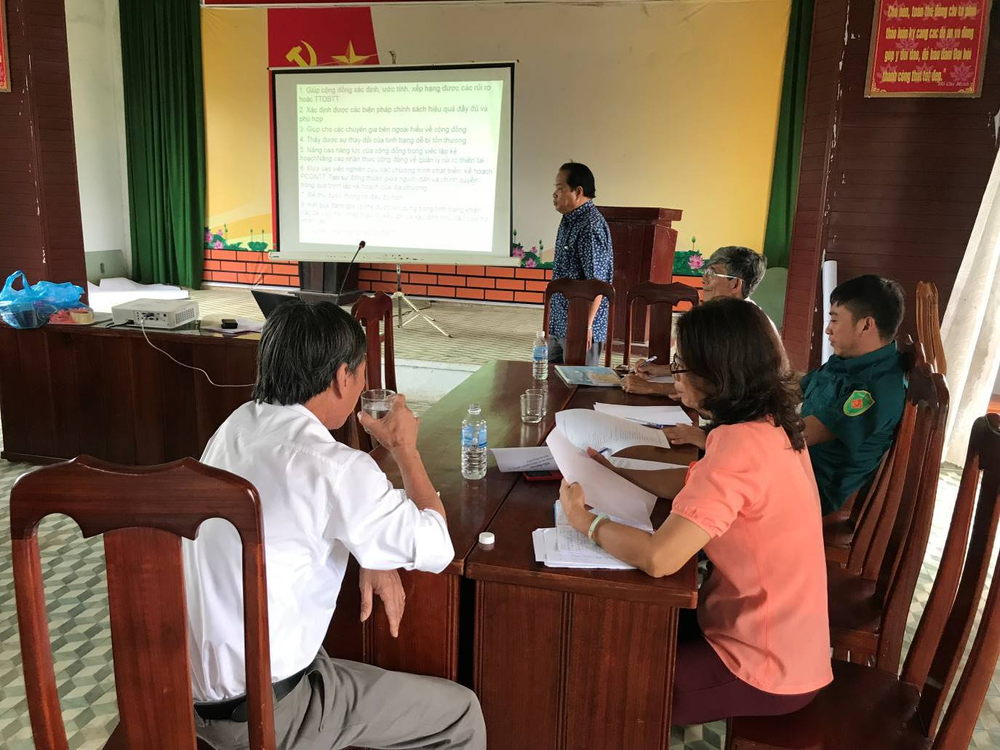 1. Giúp cộng đồng xác định, ước tính, xếp hạng được các rủi ro
hoặc TTDBTT
2. Xác định được các biện pháp chính sách hiệu quả đầy đủ và
phù hợp
3. Giúp cho các chuyên gia bên ngoài hiểu về cộng đồng
4. Thấy được sự thay đổi của tình trạng dễ bị tổn thương
5. Nâng cao năng lực của cộng đồng trong việc lập kế
hoạchNâng cao nhận thức cộng đồng về quản lý rủi ro thiên tai
6. Đưa vào việc nghiên cứu các chương trình phát triển, kế hoạch
PCGNTT. Tạo sự đồng thuận giữa người dân và chính quyền
trong quá trình lập kế hoạch của địa phương
7. Để thu được thông tin đầy đủ hơn
8. Kết quả đánh giá có thể được sử dụng trong tình trạng khẩn
Cho nên, toàn thể đồng chí ta phải
thảo luận kỹ càng các đề án và đóng
góp ý dồi dào, để bảo đảm Đại hội
thành công thật tốt đẹp."
Hồ Chí Minh